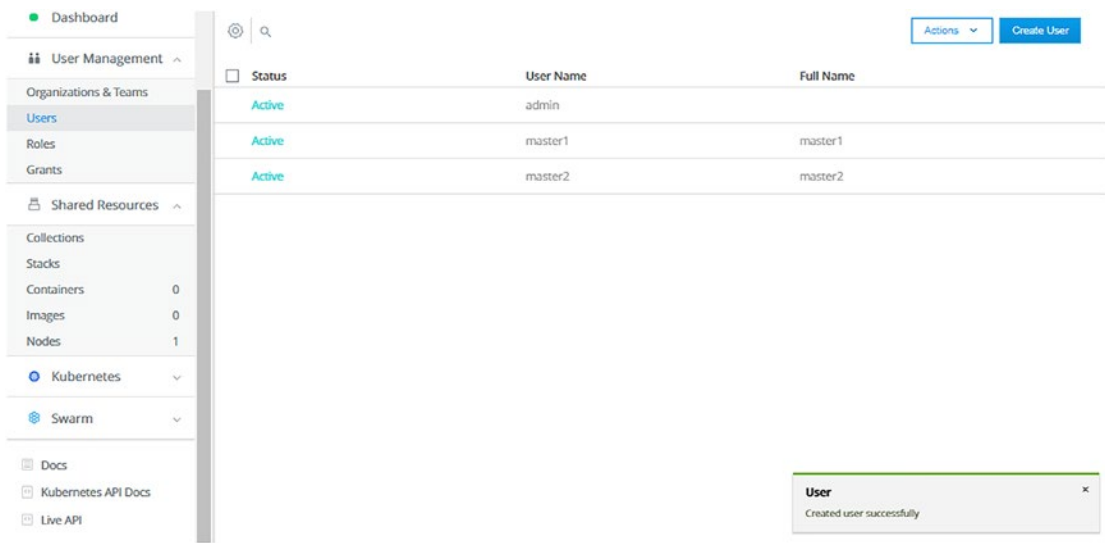 Dashboard
User Management
Organizations & Teams
Users
Roles
Grants
Shared Resources
Collections
Stacks
Containers 0
Images 0
Nodes 1
Kubernetes
Swarm
Docs
Kubernetes API Docs
Live API
Actions
Create User
Status User Name Full Name
Active admin
Active master1 master1
Active master2 master2
User ×
Created user successfully